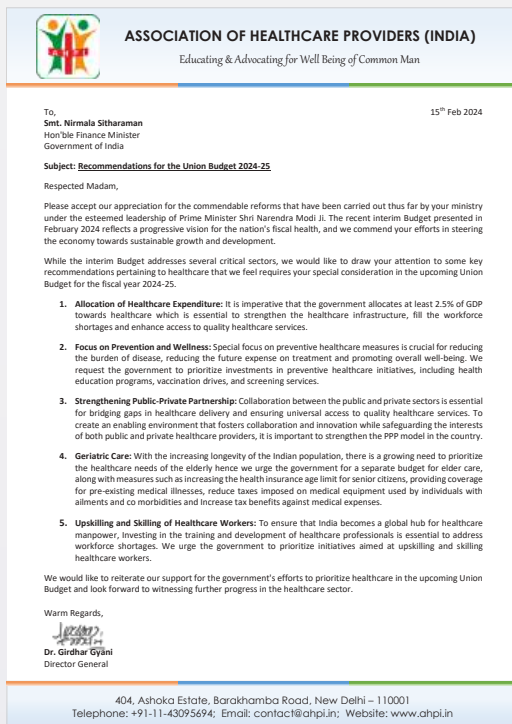 AHPI
ASSOCIATION OF HEALTHCARE PROVIDERS (INDIA)
Educating & Advocating for Well Being of Common Man
To,
15th Feb 2024
Smt. Nirmala Sitharaman
Hon'ble Finance Minister
Government of India
Subject: Recommendations for the Union Budget 2024-25
Respected Madam,
Please accept our appreciation for the commendable reforms that have been carried out thus far by your ministry
under the esteemed leadership of Prime Minister Shri Narendra Modi Ji. The recent interim Budget presented in
February 2024 reflects a progressive vision for the nation's fiscal health, and we commend your efforts in steering
the economy towards sustainable growth and development.
While the interim Budget addresses several critical sectors, we would like to draw your attention to some key
recommendations pertaining to healthcare that we feel requires your special consideration in the upcoming Union
Budget for the fiscal year 2024-25.
1. Allocation of Healthcare Expenditure: It is imperative that the government allocates at least 2.5% of GDP
towards healthcare which is essential to strengthen the healthcare infrastructure, fill the workforce
shortages and enhance access to quality healthcare services.
2. Focus on Prevention and Wellness: Special focus on preventive healthcare measures is crucial for reducing
the burden of disease, reducing the future expense on treatment and promoting overall well-being. We
request the government to prioritize investments in preventive healthcare initiatives, including health
education programs, vaccination drives, and screening services.
3. Strengthening Public-Private Partnership: Collaboration between the public and private sectors is essential
for bridging gaps in healthcare delivery and ensuring universal access to quality healthcare services. To
create an enabling environment that fosters collaboration and innovation while safeguarding the interests
of both public and private healthcare providers, it is important to strengthen the PPP model in the country.
4. Geriatric Care: With the increasing longevity of the Indian population, there is a growing need to prioritize
the healthcare needs of the elderly hence we urge the government for a separate budget for elder care,
along with measures such as increasing the health insurance age limit for senior citizens, providing coverage
for pre-existing medical illnesses, reduce taxes imposed on medical equipment used by individuals with
ailments and co morbidities and Increase tax benefits against medical expenses.
5. Upskilling and Skilling of Healthcare Workers: To ensure that India becomes a global hub for healthcare
manpower, Investing in the training and development of healthcare professionals is essential to address
workforce shortages. We urge the government to prioritize initiatives aimed at upskilling and skilling
healthcare workers.
We would like to reiterate our support for the government's efforts to prioritize healthcare in the upcoming Union
Budget and look forward to witnessing further progress in the healthcare sector.
Warm Regards,
Dr. Girdhar Gyani
Director General
404, Ashoka Estate, Barakhamba Road, New Delhi – 110001
Telephone: +91-11-43095694; Email: contact@ahpi.in; Website: www.ahpi.in